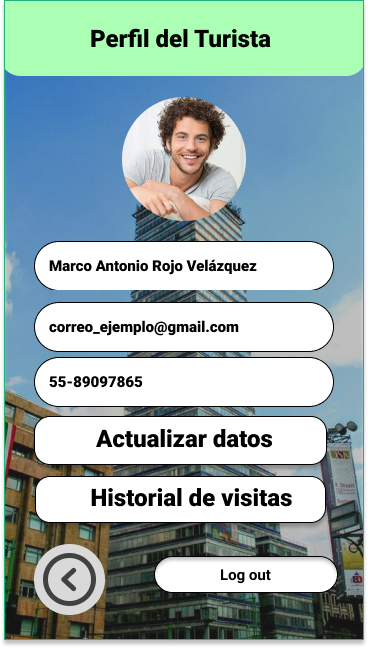 Perfil del Turista
Marco Antonio Rojo Velázquez
correo_ejemplo@gmail.com
55-89097865
Actualizar datos
Historial de visitas
Log out